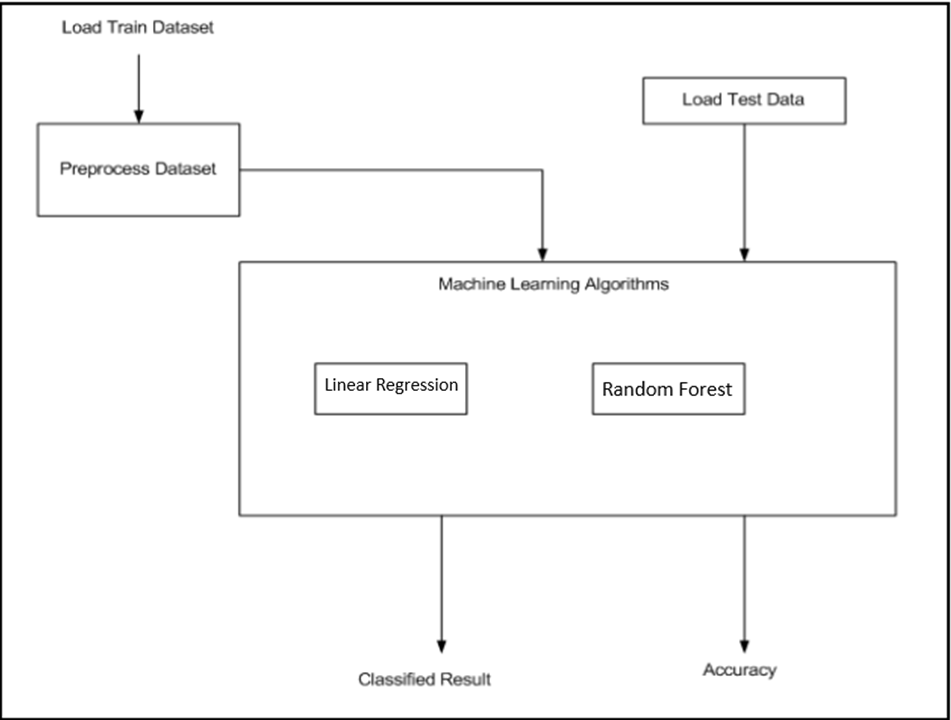 Load Train Dataset
Load Test Data
Preprocess Dataset
Machine Learning Algorithms
Linear Regression
Random Forest
Classified Result
Accuracy